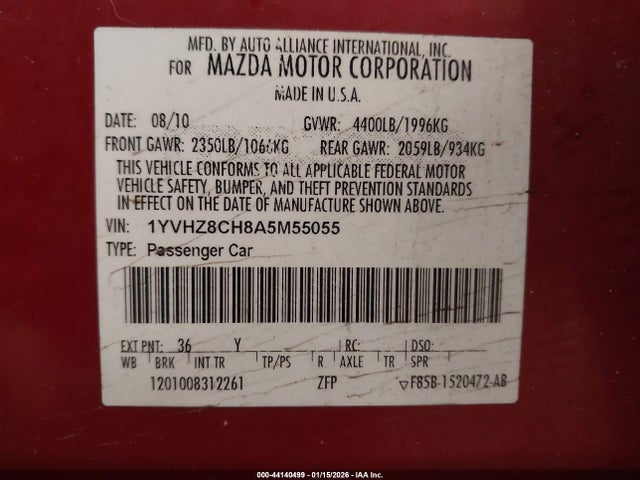 MFD. BY AUTO ALLIANCE INTERNATIONAL, INC.
FOR MAZDA MOTOR CORPORATION
MADE IN U.S.A.
DATE: 08/10 GVWR: 4400LB/1996KG
FRONT GAWR: 2350LB/1066KG REAR GAWR: 2059LB/934KG
THIS VEHICLE CONFORMS TO ALL APPLICABLE FEDERAL MOTOR
VEHICLE SAFETY, BUMPER, AND THEFT PREVENTION STANDARDS
IN EFFECT ON THE DATE OF MANUFACTURE SHOWN ABOVE.
VIN: 1YVHZ8CH8A5M55055
TYPE: Passenger Car
EXT PNT: 36 Y RC: DSO:
WB BRK INT TR TP/PS R AXLE TR SPR
1201008312261 ZFP ▽F85B-1520472-AB
000-44140499 - 01/15/2026 - IAA Inc.